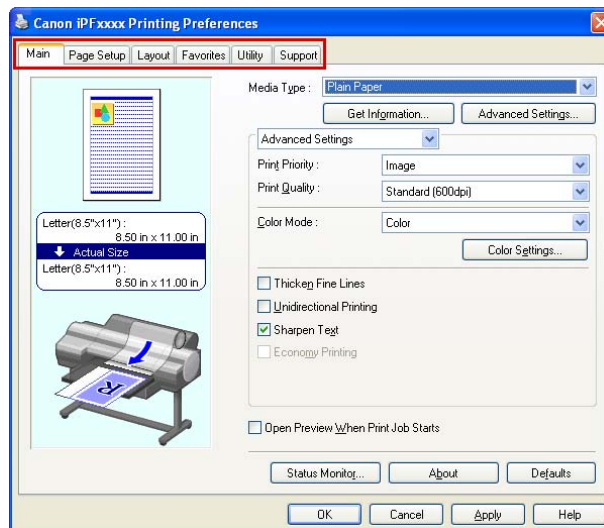 Canon iPFxxxx Printing Preferences
Main Page Setup Layout Favorites Utility Support
Media Type : Plain Paper
Get Information... Advanced Settings...
Advanced Settings
Print Priority : Image
Print Quality : Standard (600dpi)
Color Mode : Color
Color Settings...
Thicken Fine Lines
Unidirectional Printing
Sharpen Text
Economy Printing
Open Preview When Print Job Starts
Letter(8.5"x11") :
8.50 in x 11.00 in
Actual Size
Letter(8.5"x11") :
8.50 in x 11.00 in
R
Status Monitor... About Defaults
OK Cancel Apply Help